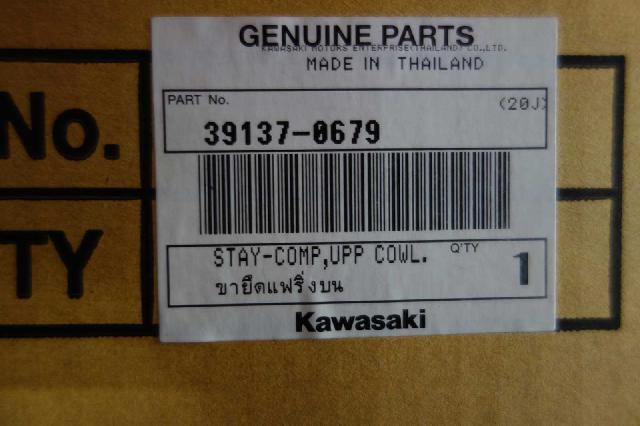 GENUINE PARTS
KAWASAKI MOTORS ENTERPRISE(THAILAND)CO.,LTD.
MADE IN THAILAND
No.
PART No.
(20J)
39137-0679
TY
STAY-COMP,UPP COWL.
Q'TY
1
ขายึดแฟริ่งบน
Kawasaki